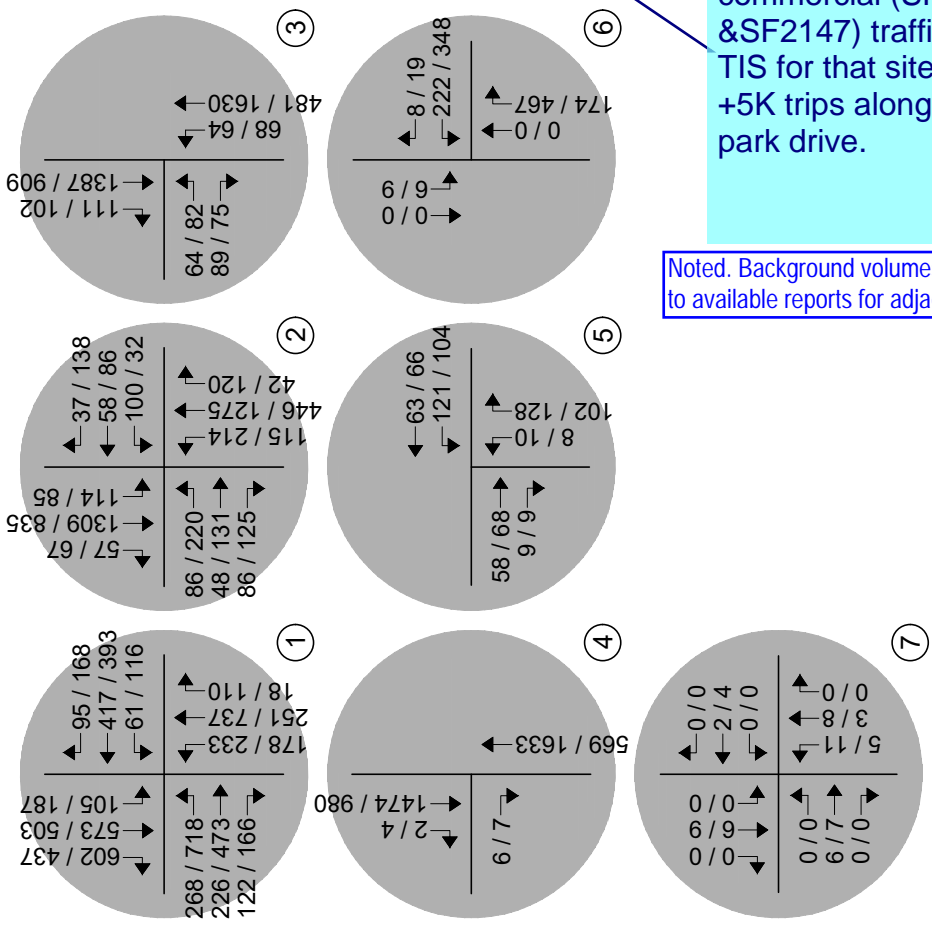 commercial (S
&SF2147) traffi
TIS for that site
+5K trips along
park drive.
Noted. Background volume
to available reports for adja
1387 / 909
111 / 102
481 / 1630
68 / 64
64 / 82
89 / 75
3
37 / 138
58 / 86
100 / 32
114 / 85
1309 / 835
57 / 67
42 / 120
446 / 1275
115 / 214
86 / 220
48 / 131
86 / 125
2
95 / 168
417 / 393
61 / 116
105 / 187
573 / 503
602 / 437
18 / 110
251 / 737
178 / 233
268 / 718
226 / 473
122 / 166
1
8 / 19
222 / 348
6 / 9
0 / 0
174 / 467
0 / 0
6
63 / 66
121 / 104
102 / 128
8 / 10
58 / 68
9 / 9
5
1474 / 980
2 / 4
569 / 1633
6 / 7
4
0 / 0
2 / 4
0 / 0
0 / 0
6 / 9
0 / 0
0 / 0
3 / 8
5 / 11
0 / 0
6 / 7
0 / 0
7